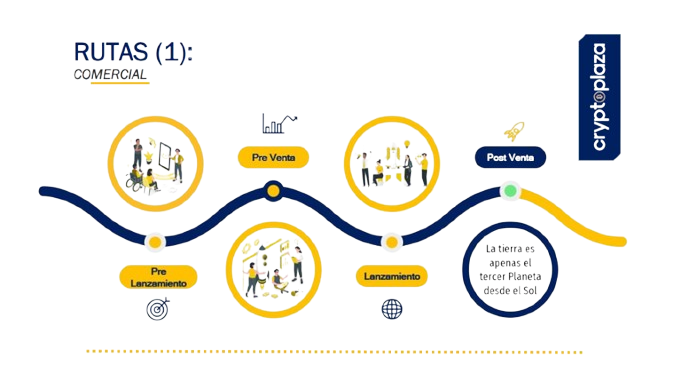 RUTAS (1):
COMERCIAL
cryptoplaza
Pre Venta
Post Venta
Pre
Lanzamiento
Lanzamiento
La tierra es
apenas el
tercer Planeta
desde el Sol